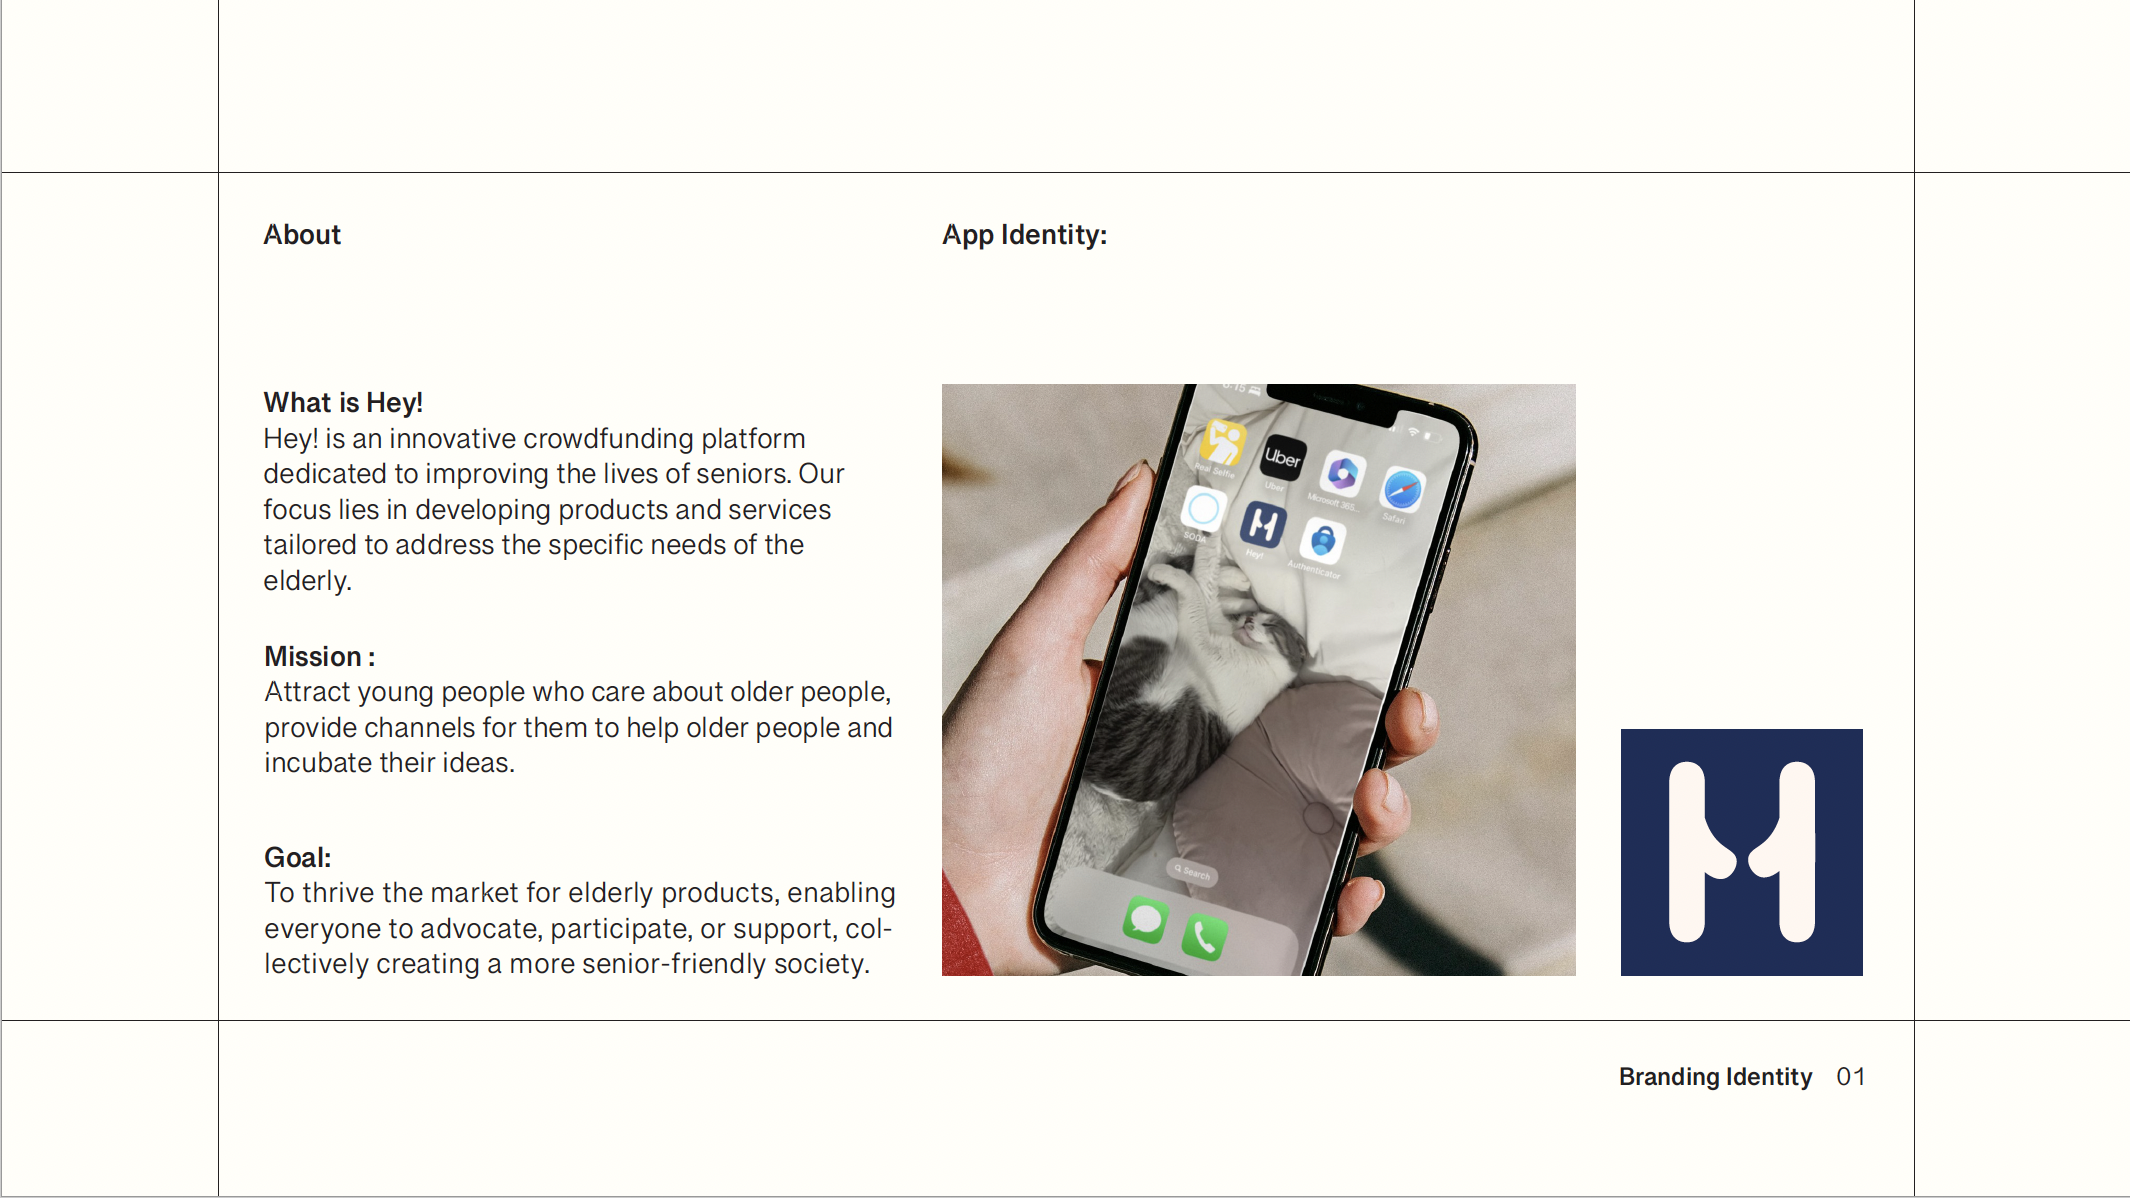 About
What is Hey!
Hey! is an innovative crowdfunding platform
dedicated to improving the lives of seniors. Our
focus lies in developing products and services
tailored to address the specific needs of the
elderly.
Mission :
Attract young people who care about older people,
provide channels for them to help older people and
incubate their ideas.
Goal:
To thrive the market for elderly products, enabling
everyone to advocate, participate, or support, col-
lectively creating a more senior-friendly society.
App Identity:
Uber
Real Selfie
Uber
Microsoft 365...
Safari
SODA
Hey!
Authenticator
Search
H
Branding Identity 01